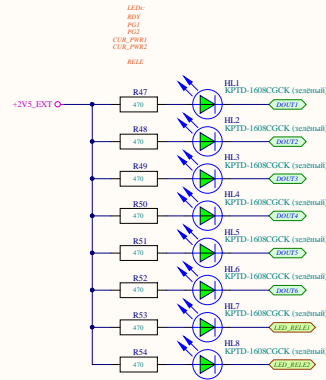 LEDs:
RDY
PG1
PG2
CUR_PWR1
CUR_PWR2
RELE
+2V5_EXT
R47
470
HL1
KPTD-1608CGCK (зелёный)
DOUT1
R48
470
HL2
KPTD-1608CGCK (зелёный)
DOUT2
R49
470
HL3
KPTD-1608CGCK (зелёный)
DOUT3
R50
470
HL4
KPTD-1608CGCK (зелёный)
DOUT4
R51
470
HL5
KPTD-1608CGCK (зелёный)
DOUT5
R52
470
HL6
KPTD-1608CGCK (зелёный)
DOUT6
R53
470
HL7
KPTD-1608CGCK (зелёный)
LED_RELE1
R54
470
HL8
KPTD-1608CGCK (зелёный)
LED_RELE2